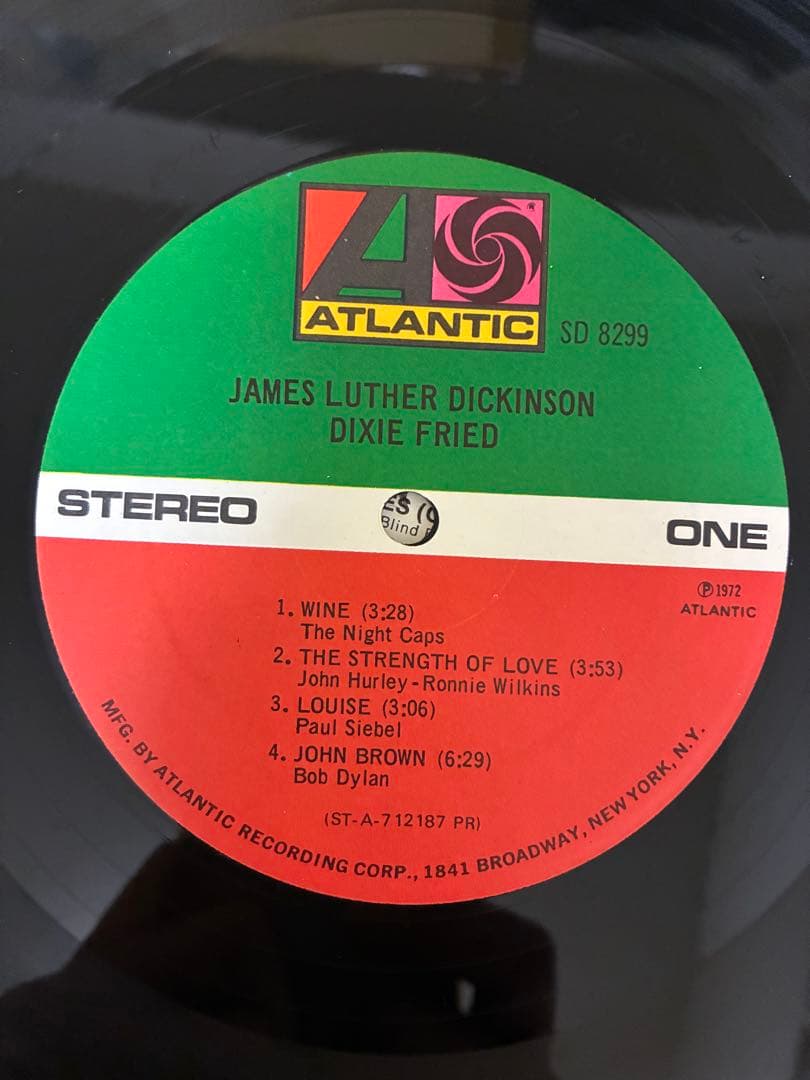 ATLANTIC
SD 8299
JAMES LUTHER DICKINSON
DIXIE FRIED
STEREO
ES (
Blind
ONE
℗ 1972
ATLANTIC
1. WINE (3:28)
The Night Caps
2. THE STRENGTH OF LOVE (3:53)
John Hurley-Ronnie Wilkins
3. LOUISE (3:06)
Paul Siebel
4. JOHN BROWN (6:29)
Bob Dylan
(ST-A-712187 PR)
MFG. BY ATLANTIC RECORDING CORP., 1841 BROADWAY, NEW YORK, N.Y.